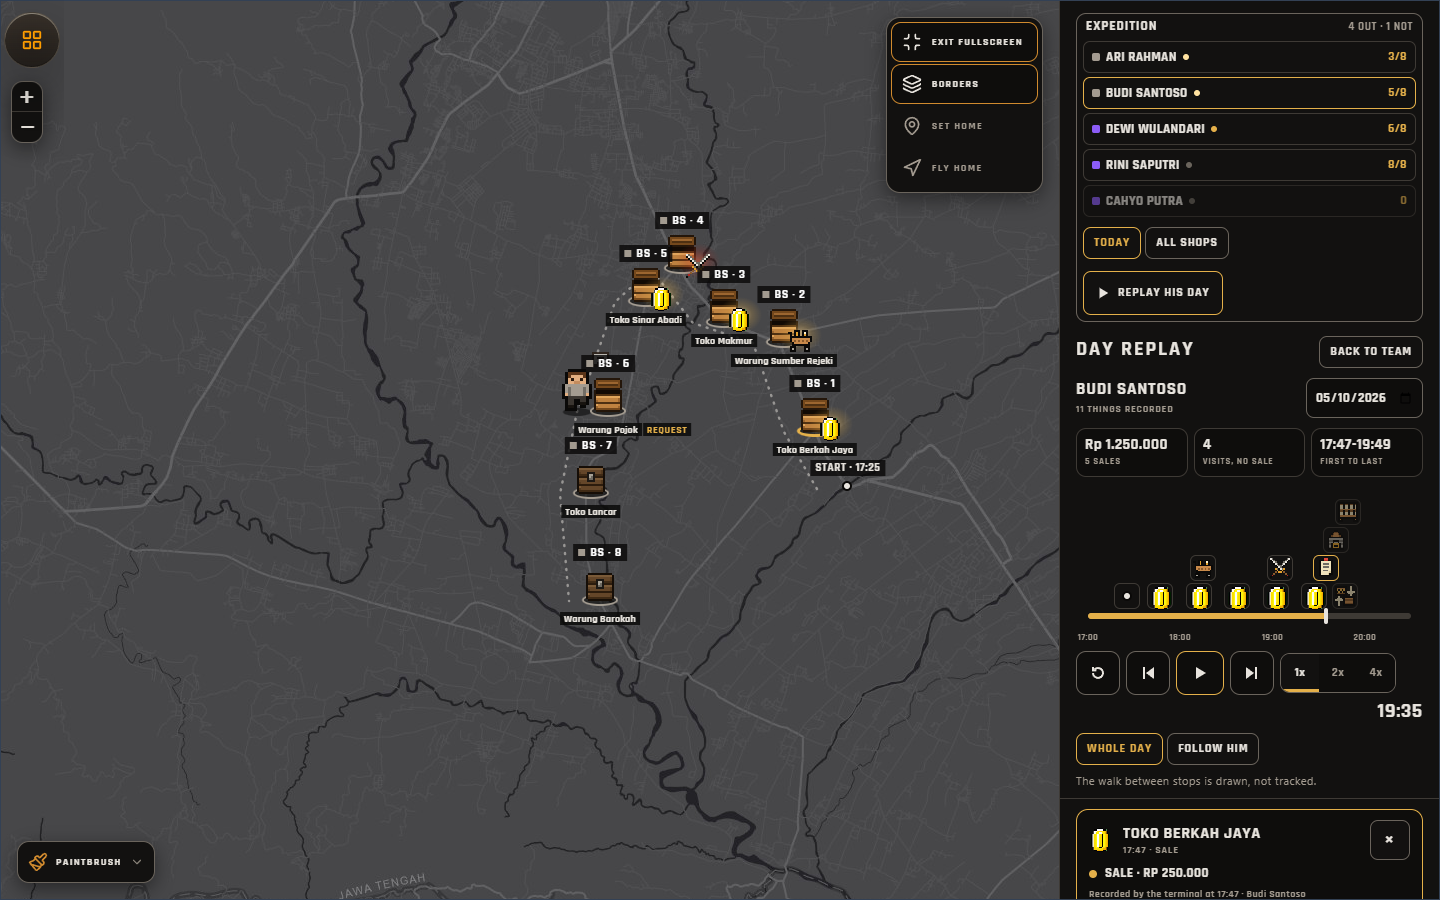 EXIT FULLSCREEN
BORDERS
SET HOME
FLY HOME
+
−
BS · 4
BS · 5
BS · 3
BS · 2
Toko Sinar Abadi
Toko Makmur
Warung Sumber Rejeki
BS · 6
BS · 1
Warung Pojok REQUEST
BS · 7
Toko Berkah Jaya
START · 17:25
Toko Lancar
BS · 8
Warung Barokah
PAINTBRUSH
JAWA TENGAH
EXPEDITION 4 OUT · 1 NOT
ARI RAHMAN 3/8
BUDI SANTOSO 5/8
DEWI WULANDARI 6/8
RINI SAPUTRI 8/8
CAHYO PUTRA 0
TODAY ALL SHOPS
REPLAY HIS DAY
DAY REPLAY BACK TO TEAM
BUDI SANTOSO
11 THINGS RECORDED
05/10/2026
Rp 1.250.000 4 17:47-19:49
5 SALES VISITS, NO SALE FIRST TO LAST
17:00 18:00 19:00 20:00
1x 2x 4x
19:35
WHOLE DAY FOLLOW HIM
The walk between stops is drawn, not tracked.
TOKO BERKAH JAYA
17:47 · SALE
SALE · RP 250.000
Recorded by the terminal at 17:47 · Budi Santoso